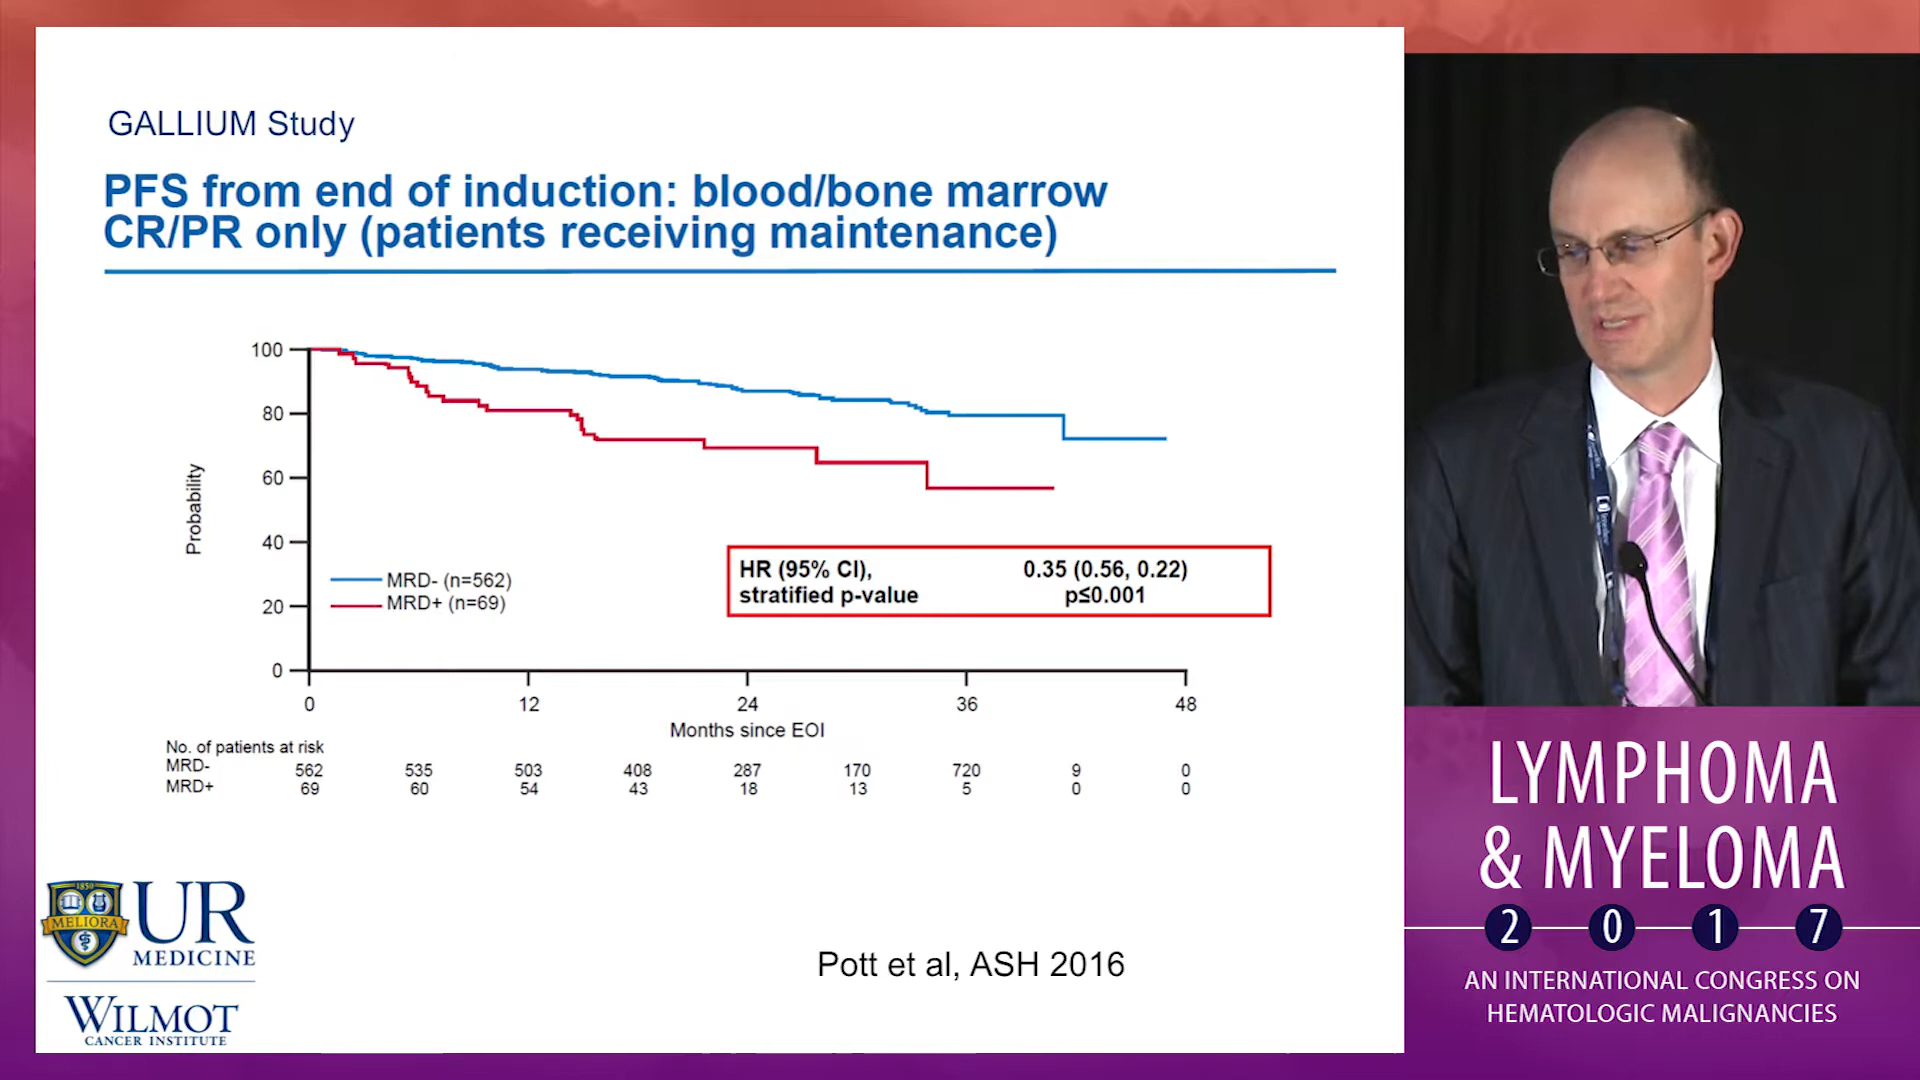 GALLIUM Study
PFS from end of induction: blood/bone marrow
CR/PR only (patients receiving maintenance)
100
80
60
40
20
0
Probability
MRD- (n=562)
MRD+ (n=69)
HR (95% CI), 0.35 (0.56, 0.22)
stratified p-value p≤0.001
0 12 24 36 48
Months since EOI
No. of patients at risk
MRD- 562 535 503 408 287 170 720 9 0
MRD+ 69 60 54 43 18 13 5 0 0
1850
MELIORA
UR
MEDICINE
WILMOT
CANCER INSTITUTE
Pott et al, ASH 2016
LYMPHOMA
& MYELOMA
2017
AN INTERNATIONAL CONGRESS ON
HEMATOLOGIC MALIGNANCIES